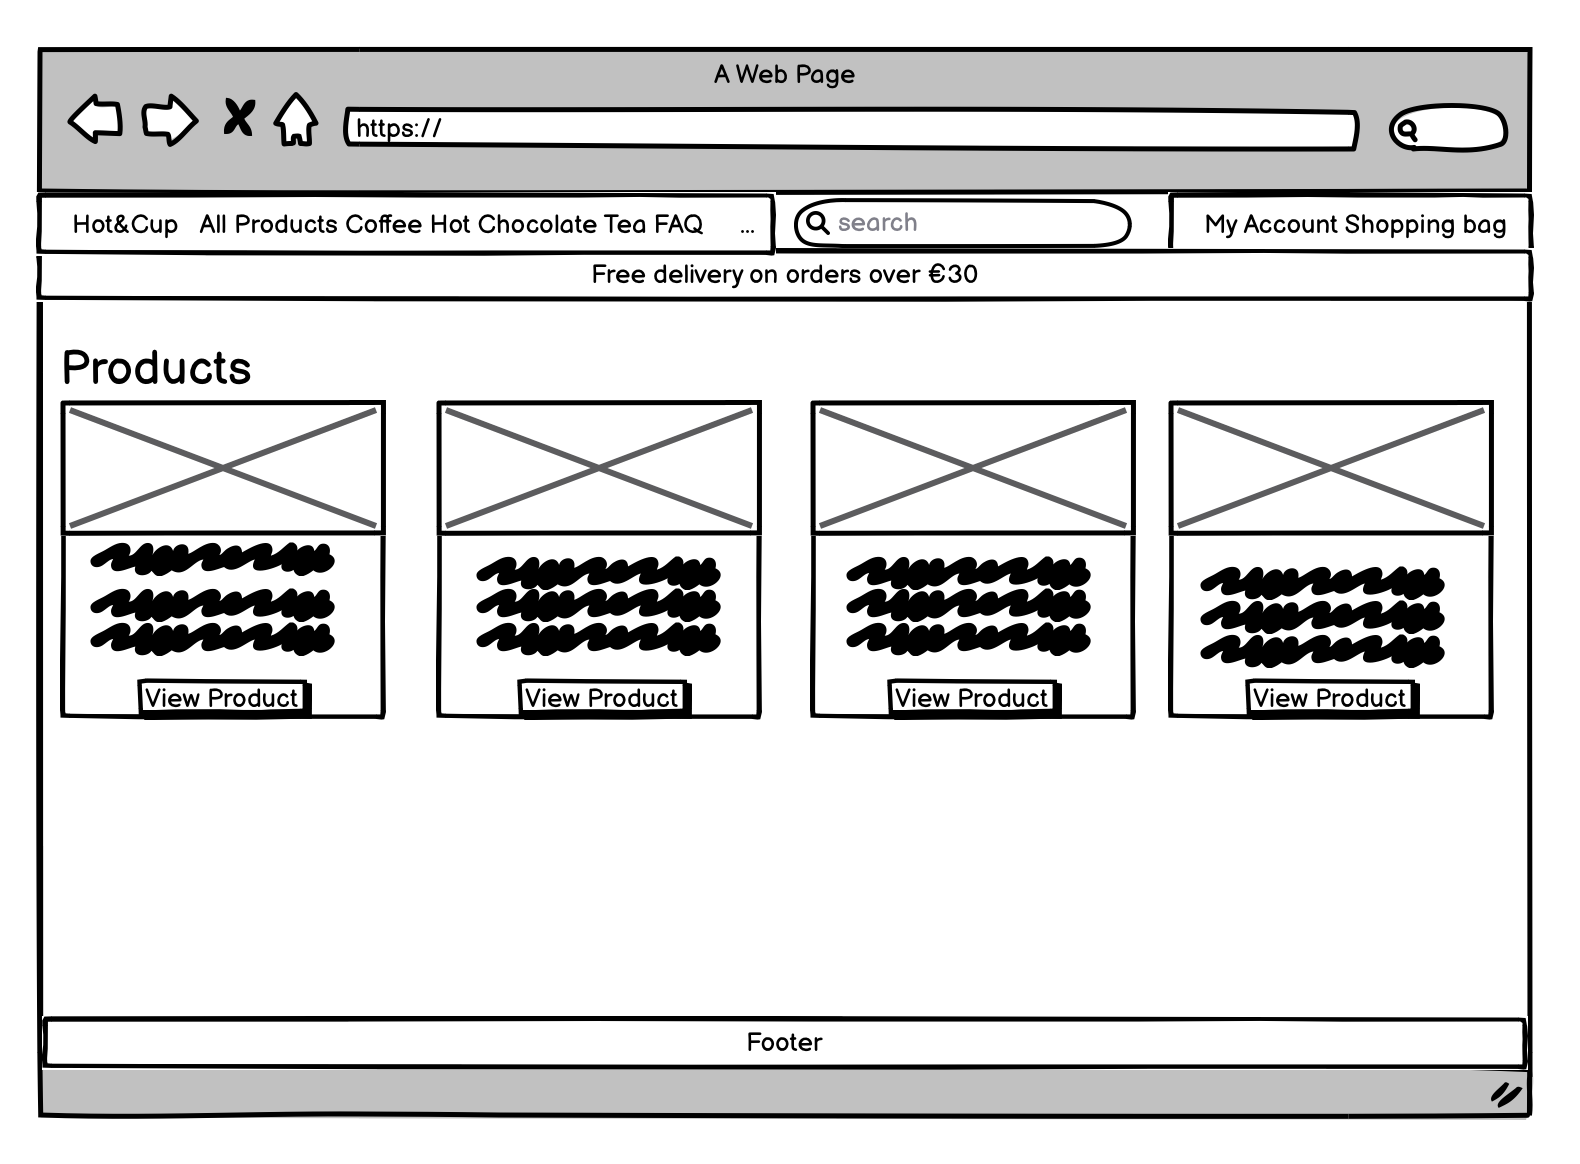 A Web Page
https://
Hot&Cup All Products Coffee Hot Chocolate Tea FAQ ...
search
My Account Shopping bag
Free delivery on orders over €30
Products
View Product
View Product
View Product
View Product
Footer